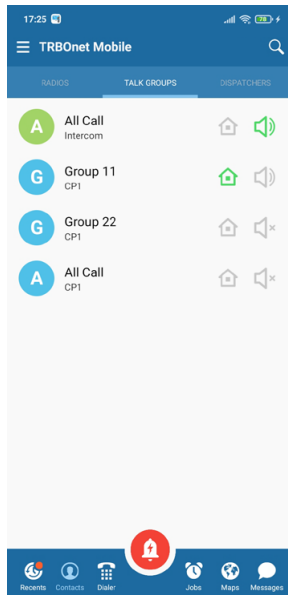 17:25
78
TRBOnet Mobile
RADIOS
TALK GROUPS
DISPATCHERS
A
All Call
Intercom
G
Group 11
CP1
G
Group 22
CP1
A
All Call
CP1
Recents
Contacts
Dialer
Jobs
Maps
Messages